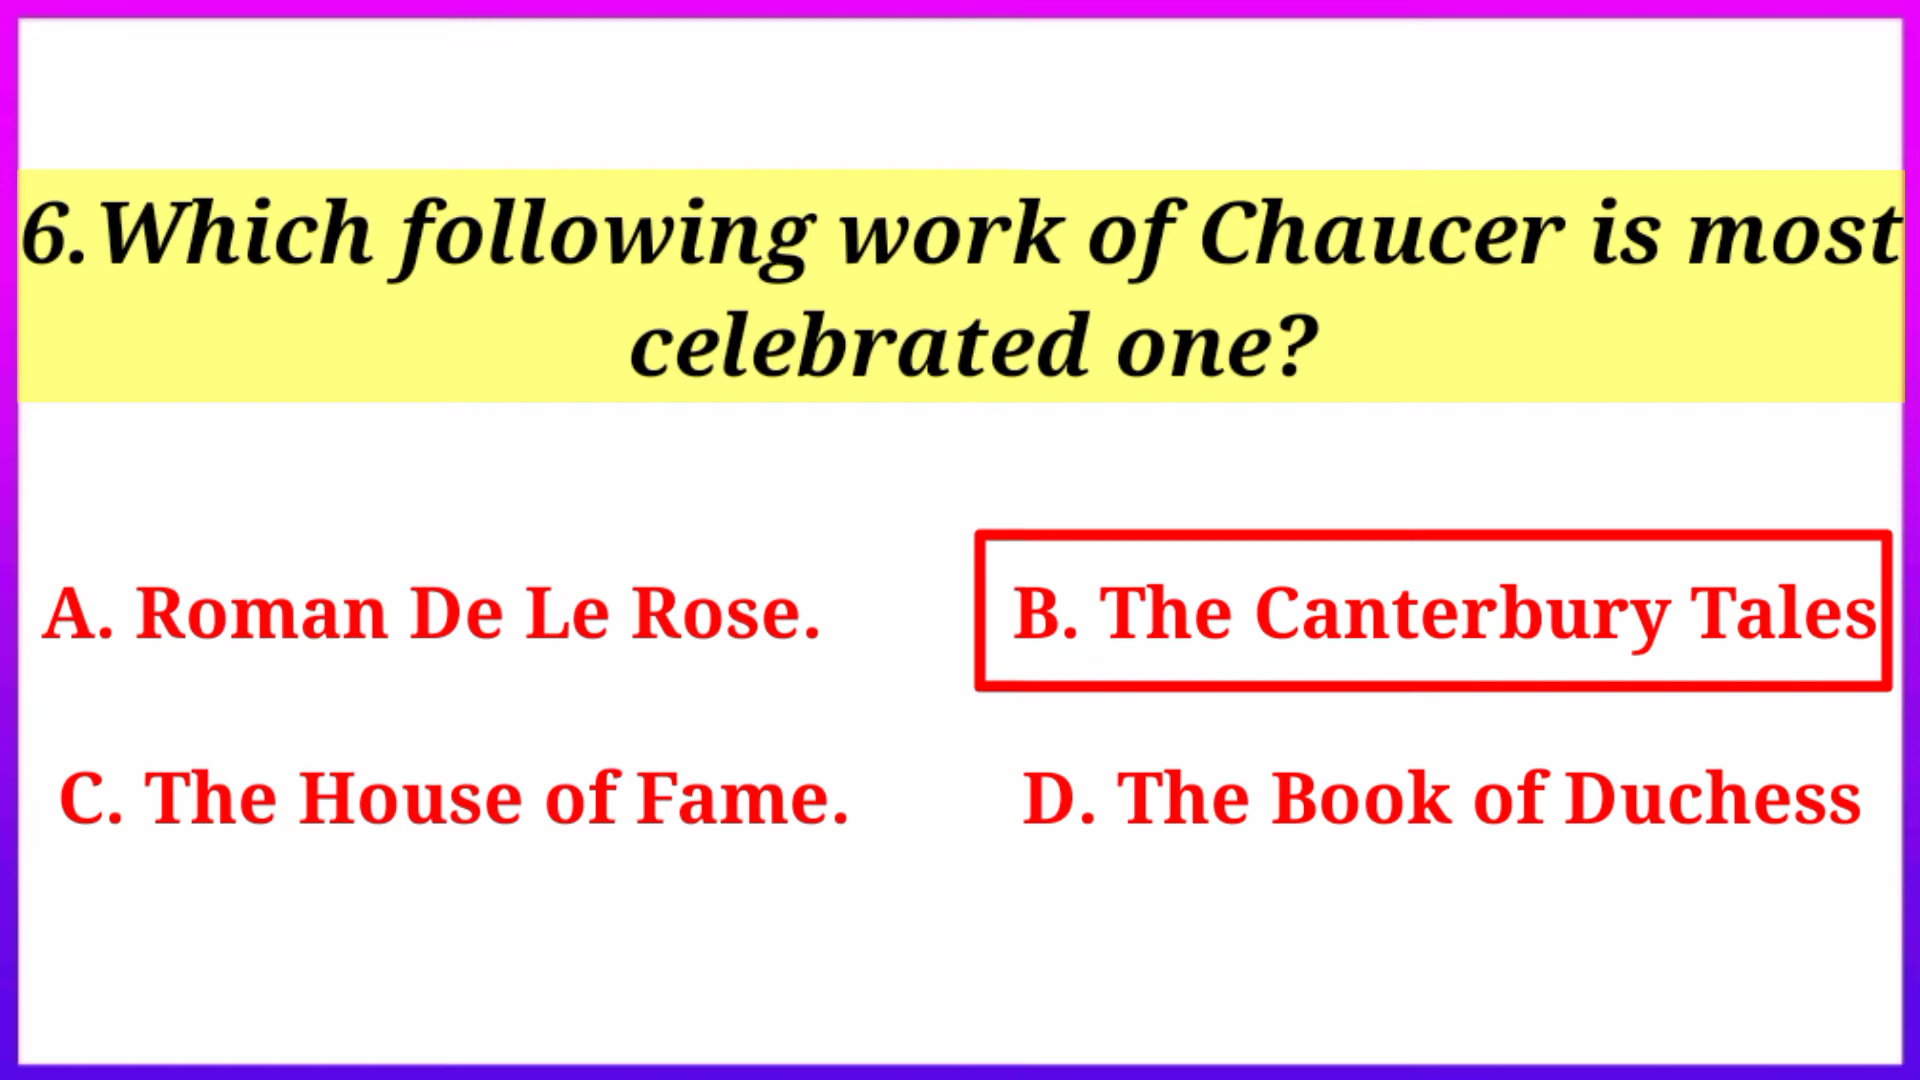 6.Which following work of Chaucer is most
celebrated one?
A. Roman De Le Rose.
B. The Canterbury Tales
C. The House of Fame.
D. The Book of Duchess